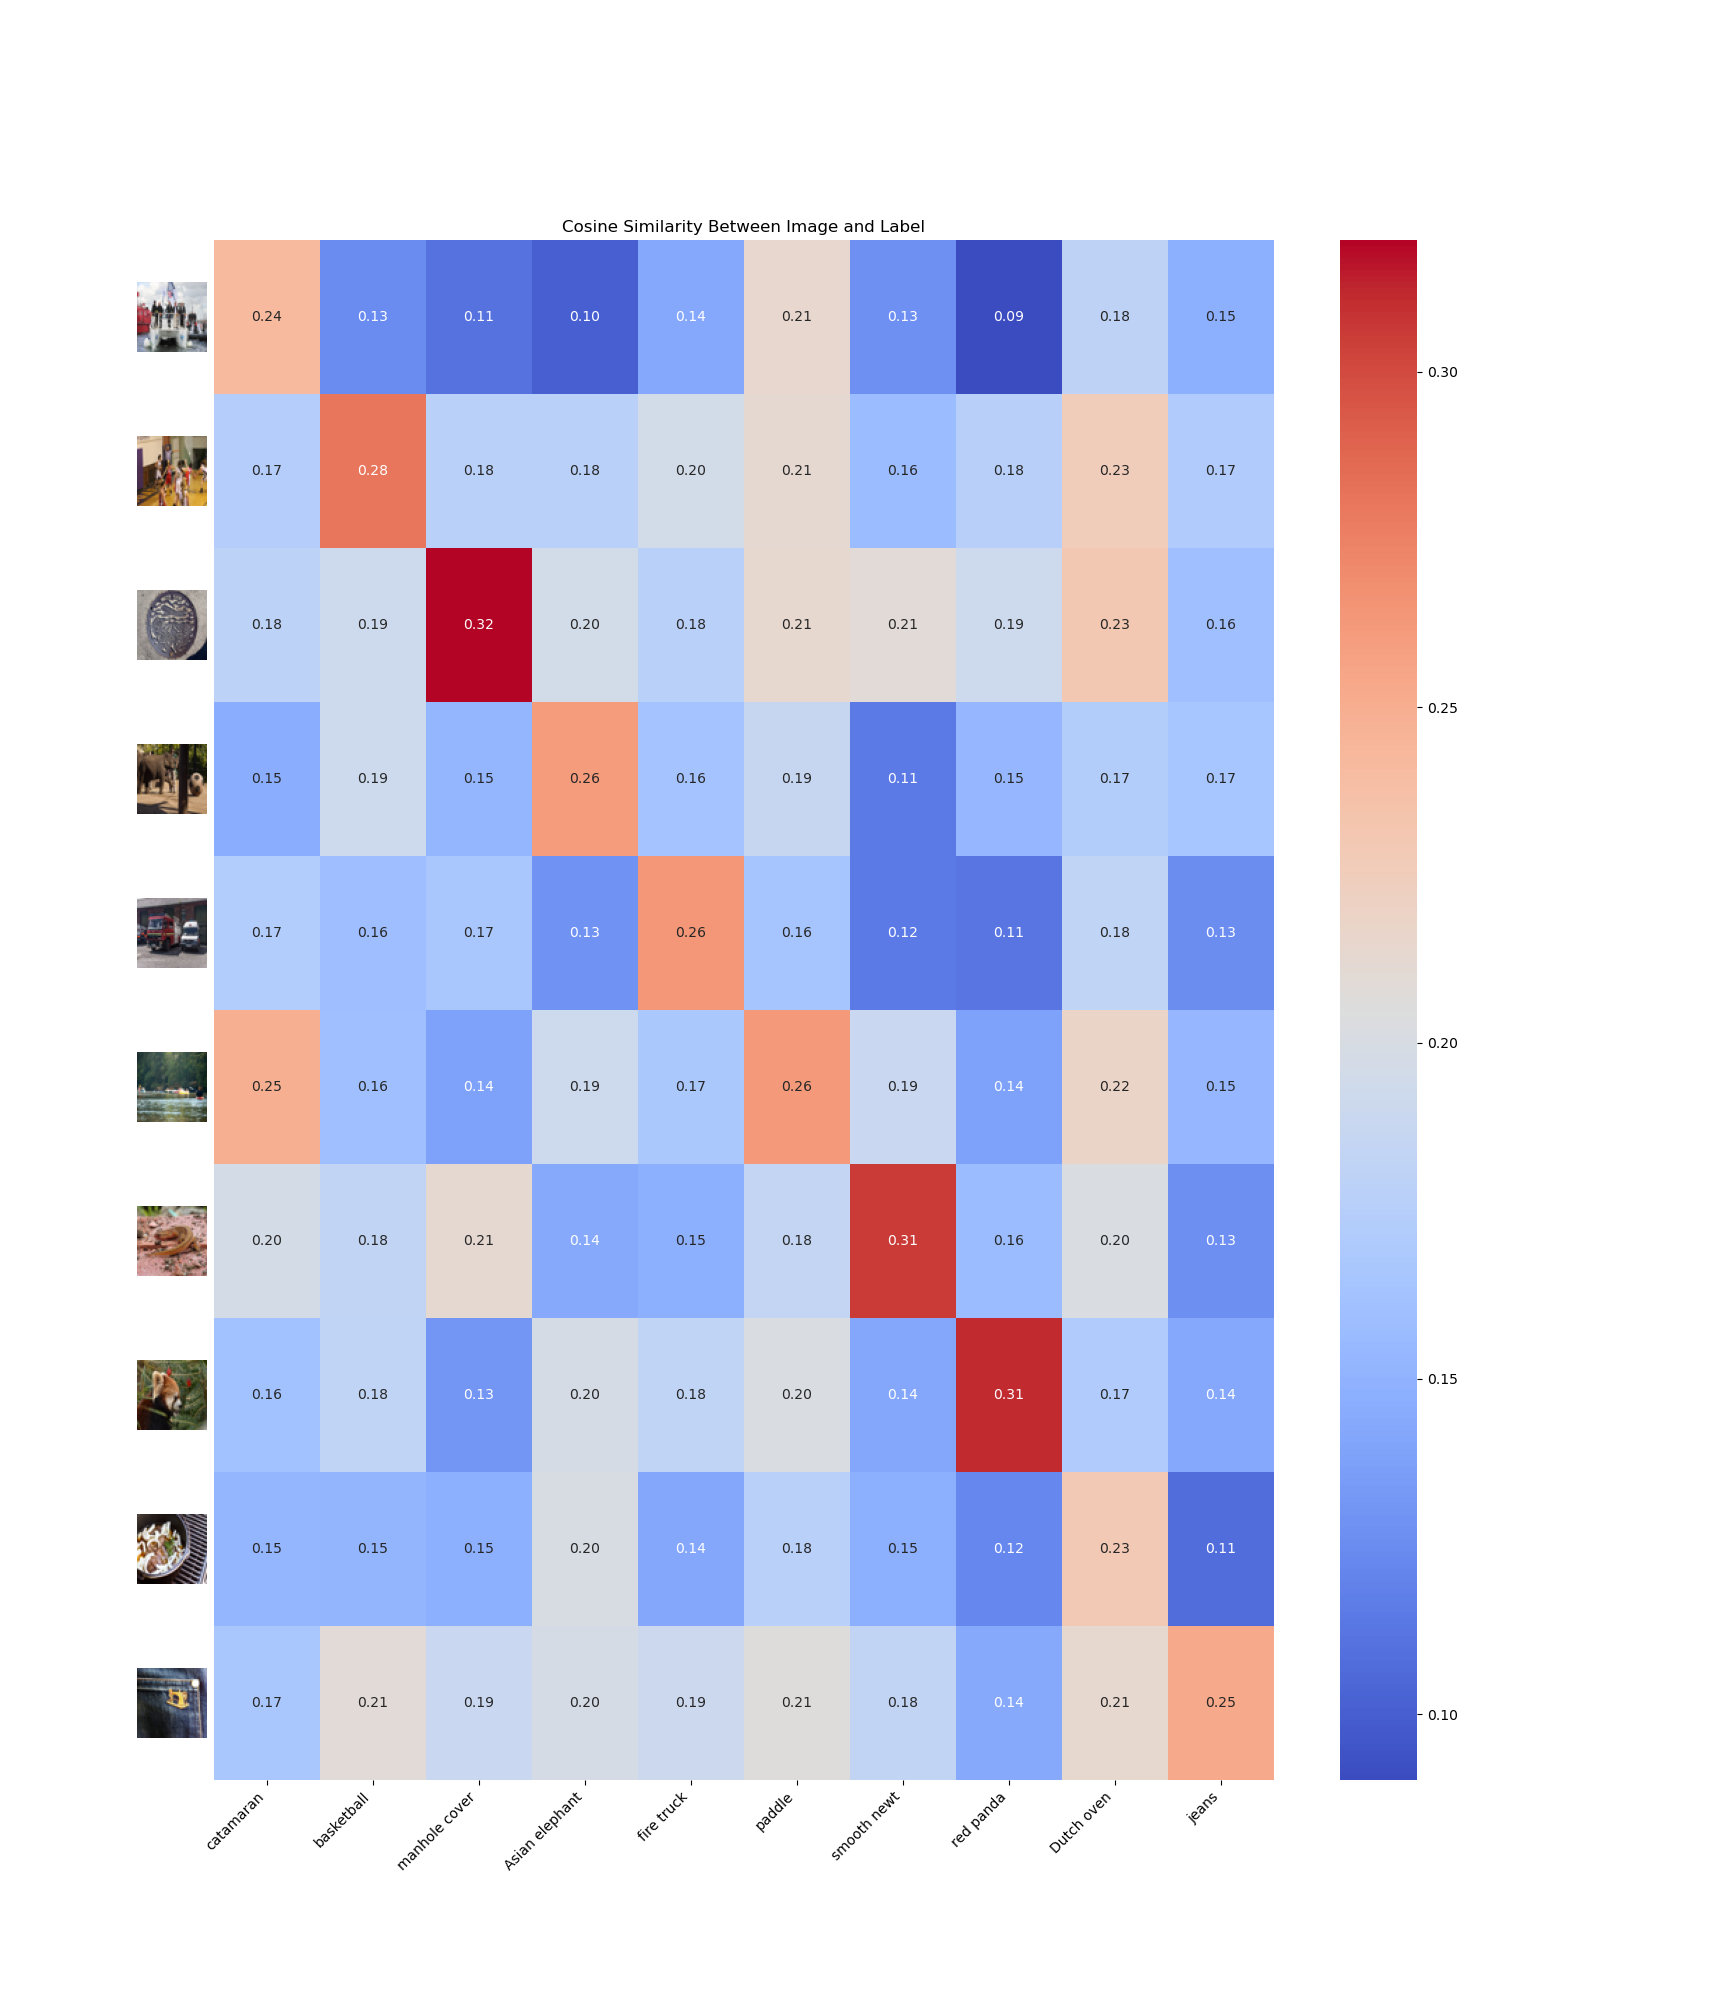 Cosine Similarity Between Image and Label
0.24 0.13 0.11 0.10 0.14 0.21 0.13 0.09 0.18 0.15
0.17 0.28 0.18 0.18 0.20 0.21 0.16 0.18 0.23 0.17
0.18 0.19 0.32 0.20 0.18 0.21 0.21 0.19 0.23 0.16
0.15 0.19 0.15 0.26 0.16 0.19 0.11 0.15 0.17 0.17
0.17 0.16 0.17 0.13 0.26 0.16 0.12 0.11 0.18 0.13
0.25 0.16 0.14 0.19 0.17 0.26 0.19 0.14 0.22 0.15
0.20 0.18 0.21 0.14 0.15 0.18 0.31 0.16 0.20 0.13
0.16 0.18 0.13 0.20 0.18 0.20 0.14 0.31 0.17 0.14
0.15 0.15 0.15 0.20 0.14 0.18 0.15 0.12 0.23 0.11
0.17 0.21 0.19 0.20 0.19 0.21 0.18 0.14 0.21 0.25
catamaran
basketball
manhole cover
Asian elephant
fire truck
paddle
smooth newt
red panda
Dutch oven
jeans
0.30
0.25
0.20
0.15
0.10